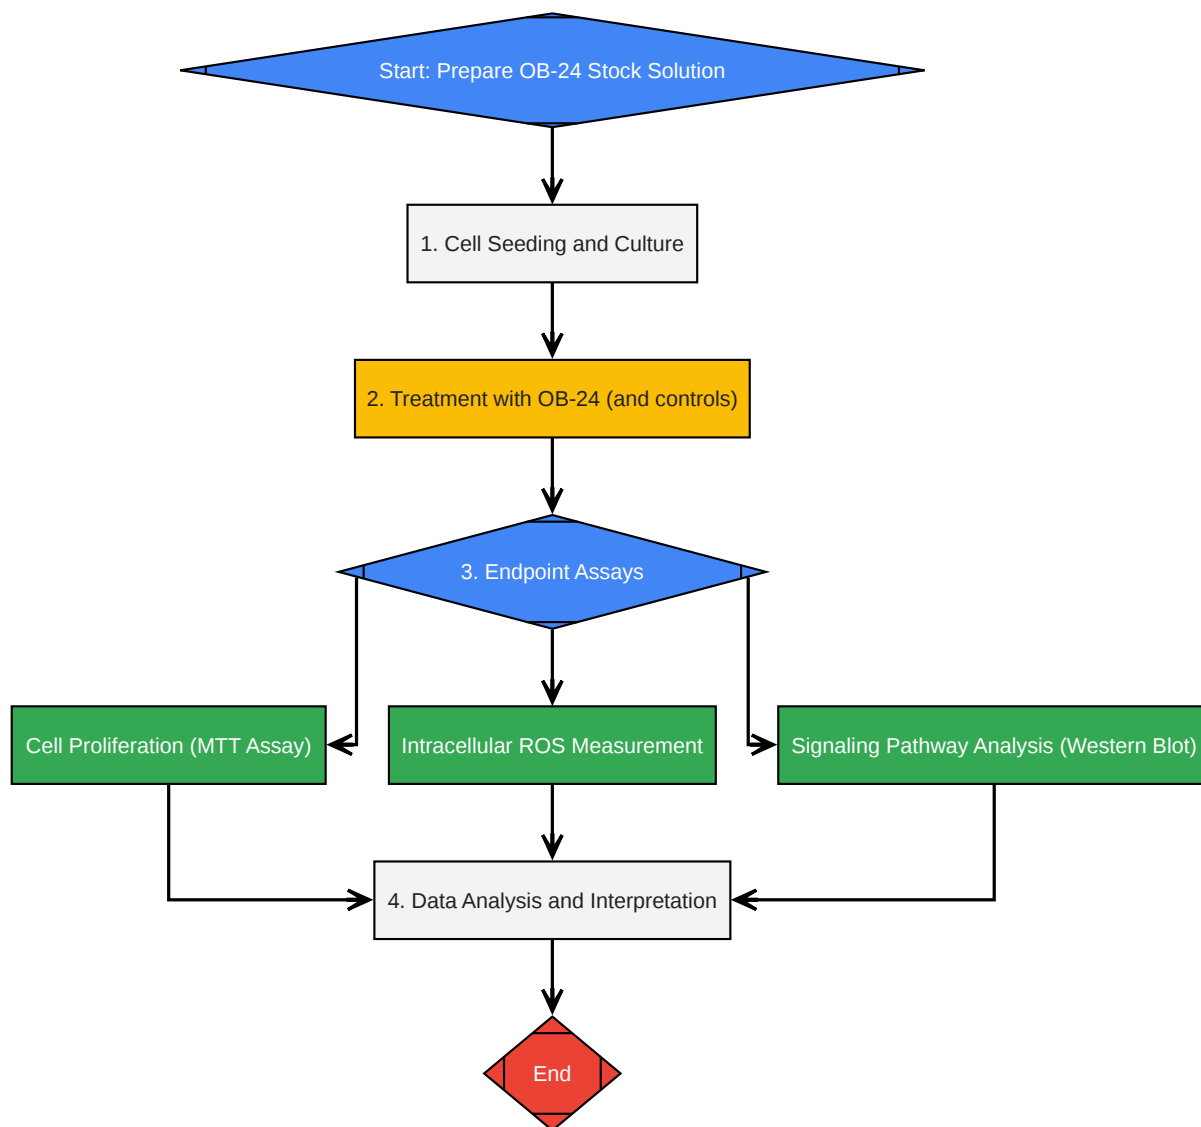 Start: Prepare OB-24 Stock Solution
1. Cell Seeding and Culture
2. Treatment with OB-24 (and controls)
3. Endpoint Assays
Cell Proliferation (MTT Assay)
Intracellular ROS Measurement
Signaling Pathway Analysis (Western Blot)
4. Data Analysis and Interpretation
End